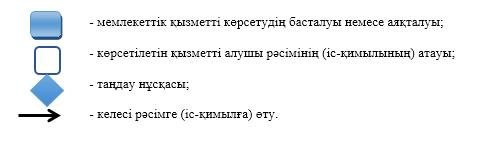 - мемлекеттік қызметті көрсетудің басталуы немесе аяқталуы;
- көрсетілетін қызметті алушы рәсімінің (іс-қимылының) атауы;
- таңдау нұсқасы;
- келесі рәсімге (іс-қимылға) өту.